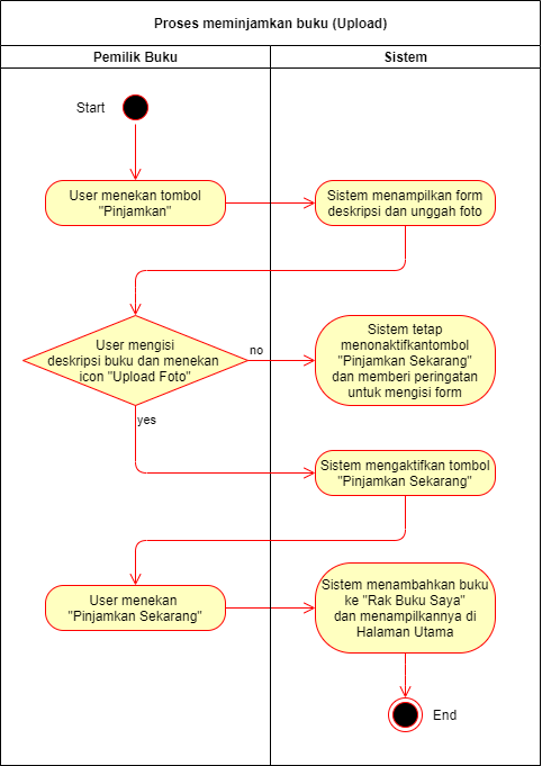 Proses meminjamkan buku (Upload)
Pemilik Buku
Sistem
Start
User menekan tombol
"Pinjamkan"
Sistem menampilkan form
deskripsi dan unggah foto
User mengisi
deskripsi buku dan menekan
icon "Upload Foto"
no
Sistem tetap
menonaktifkantombol
"Pinjamkan Sekarang"
dan memberi peringatan
untuk mengisi form
yes
Sistem mengaktifkan tombol
"Pinjamkan Sekarang"
User menekan
"Pinjamkan Sekarang"
Sistem menambahkan buku
ke "Rak Buku Saya"
dan menampilkannya di
Halaman Utama
End